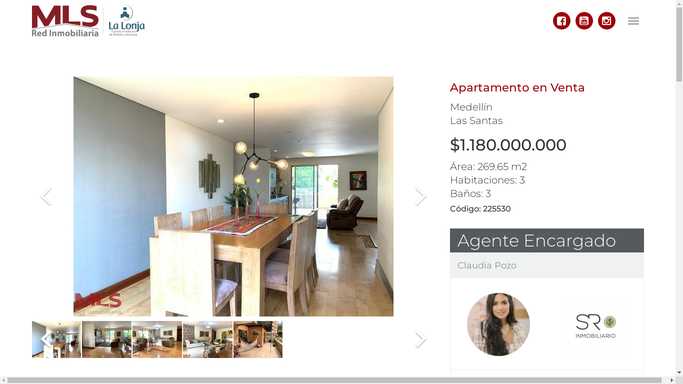 MLS
Red Inmobiliaria
La Lonja
Apartamento en Venta
Medellín
Las Santas
$1.180.000.000
Área: 269.65 m2
Habitaciones: 3
Baños: 3
Código: 225530
Agente Encargado
Claudia Pozo
MLS
SR
INMOBILIARIO